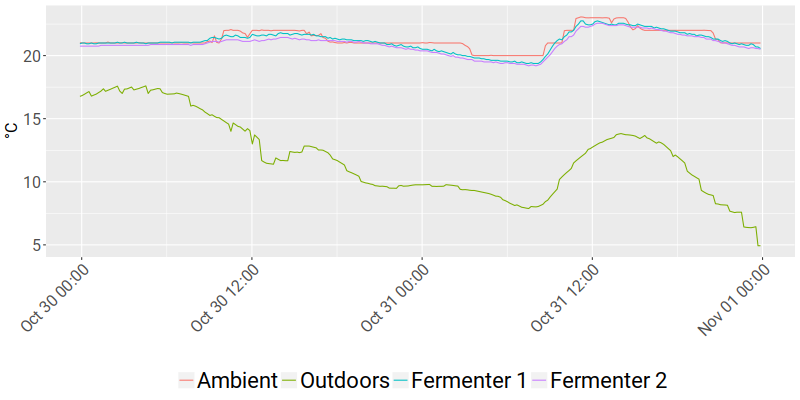 °C
20
15
10
5
Oct 30 00:00
Oct 30 12:00
Oct 31 00:00
Oct 31 12:00
Nov 01 00:00
Ambient Outdoors Fermenter 1 Fermenter 2